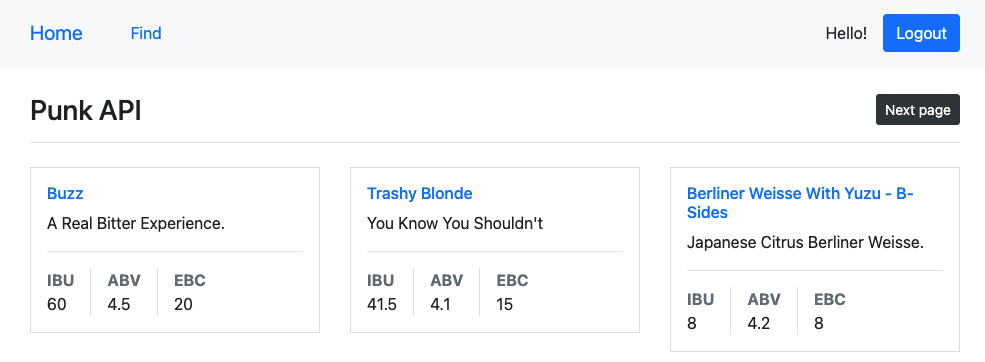 Home Find Hello! Logout
Punk API Next page
Buzz
A Real Bitter Experience.
IBU ABV EBC
60 4.5 20
Trashy Blonde
You Know You Shouldn't
IBU ABV EBC
41.5 4.1 15
Berliner Weisse With Yuzu - B-
Sides
Japanese Citrus Berliner Weisse.
IBU ABV EBC
8 4.2 8